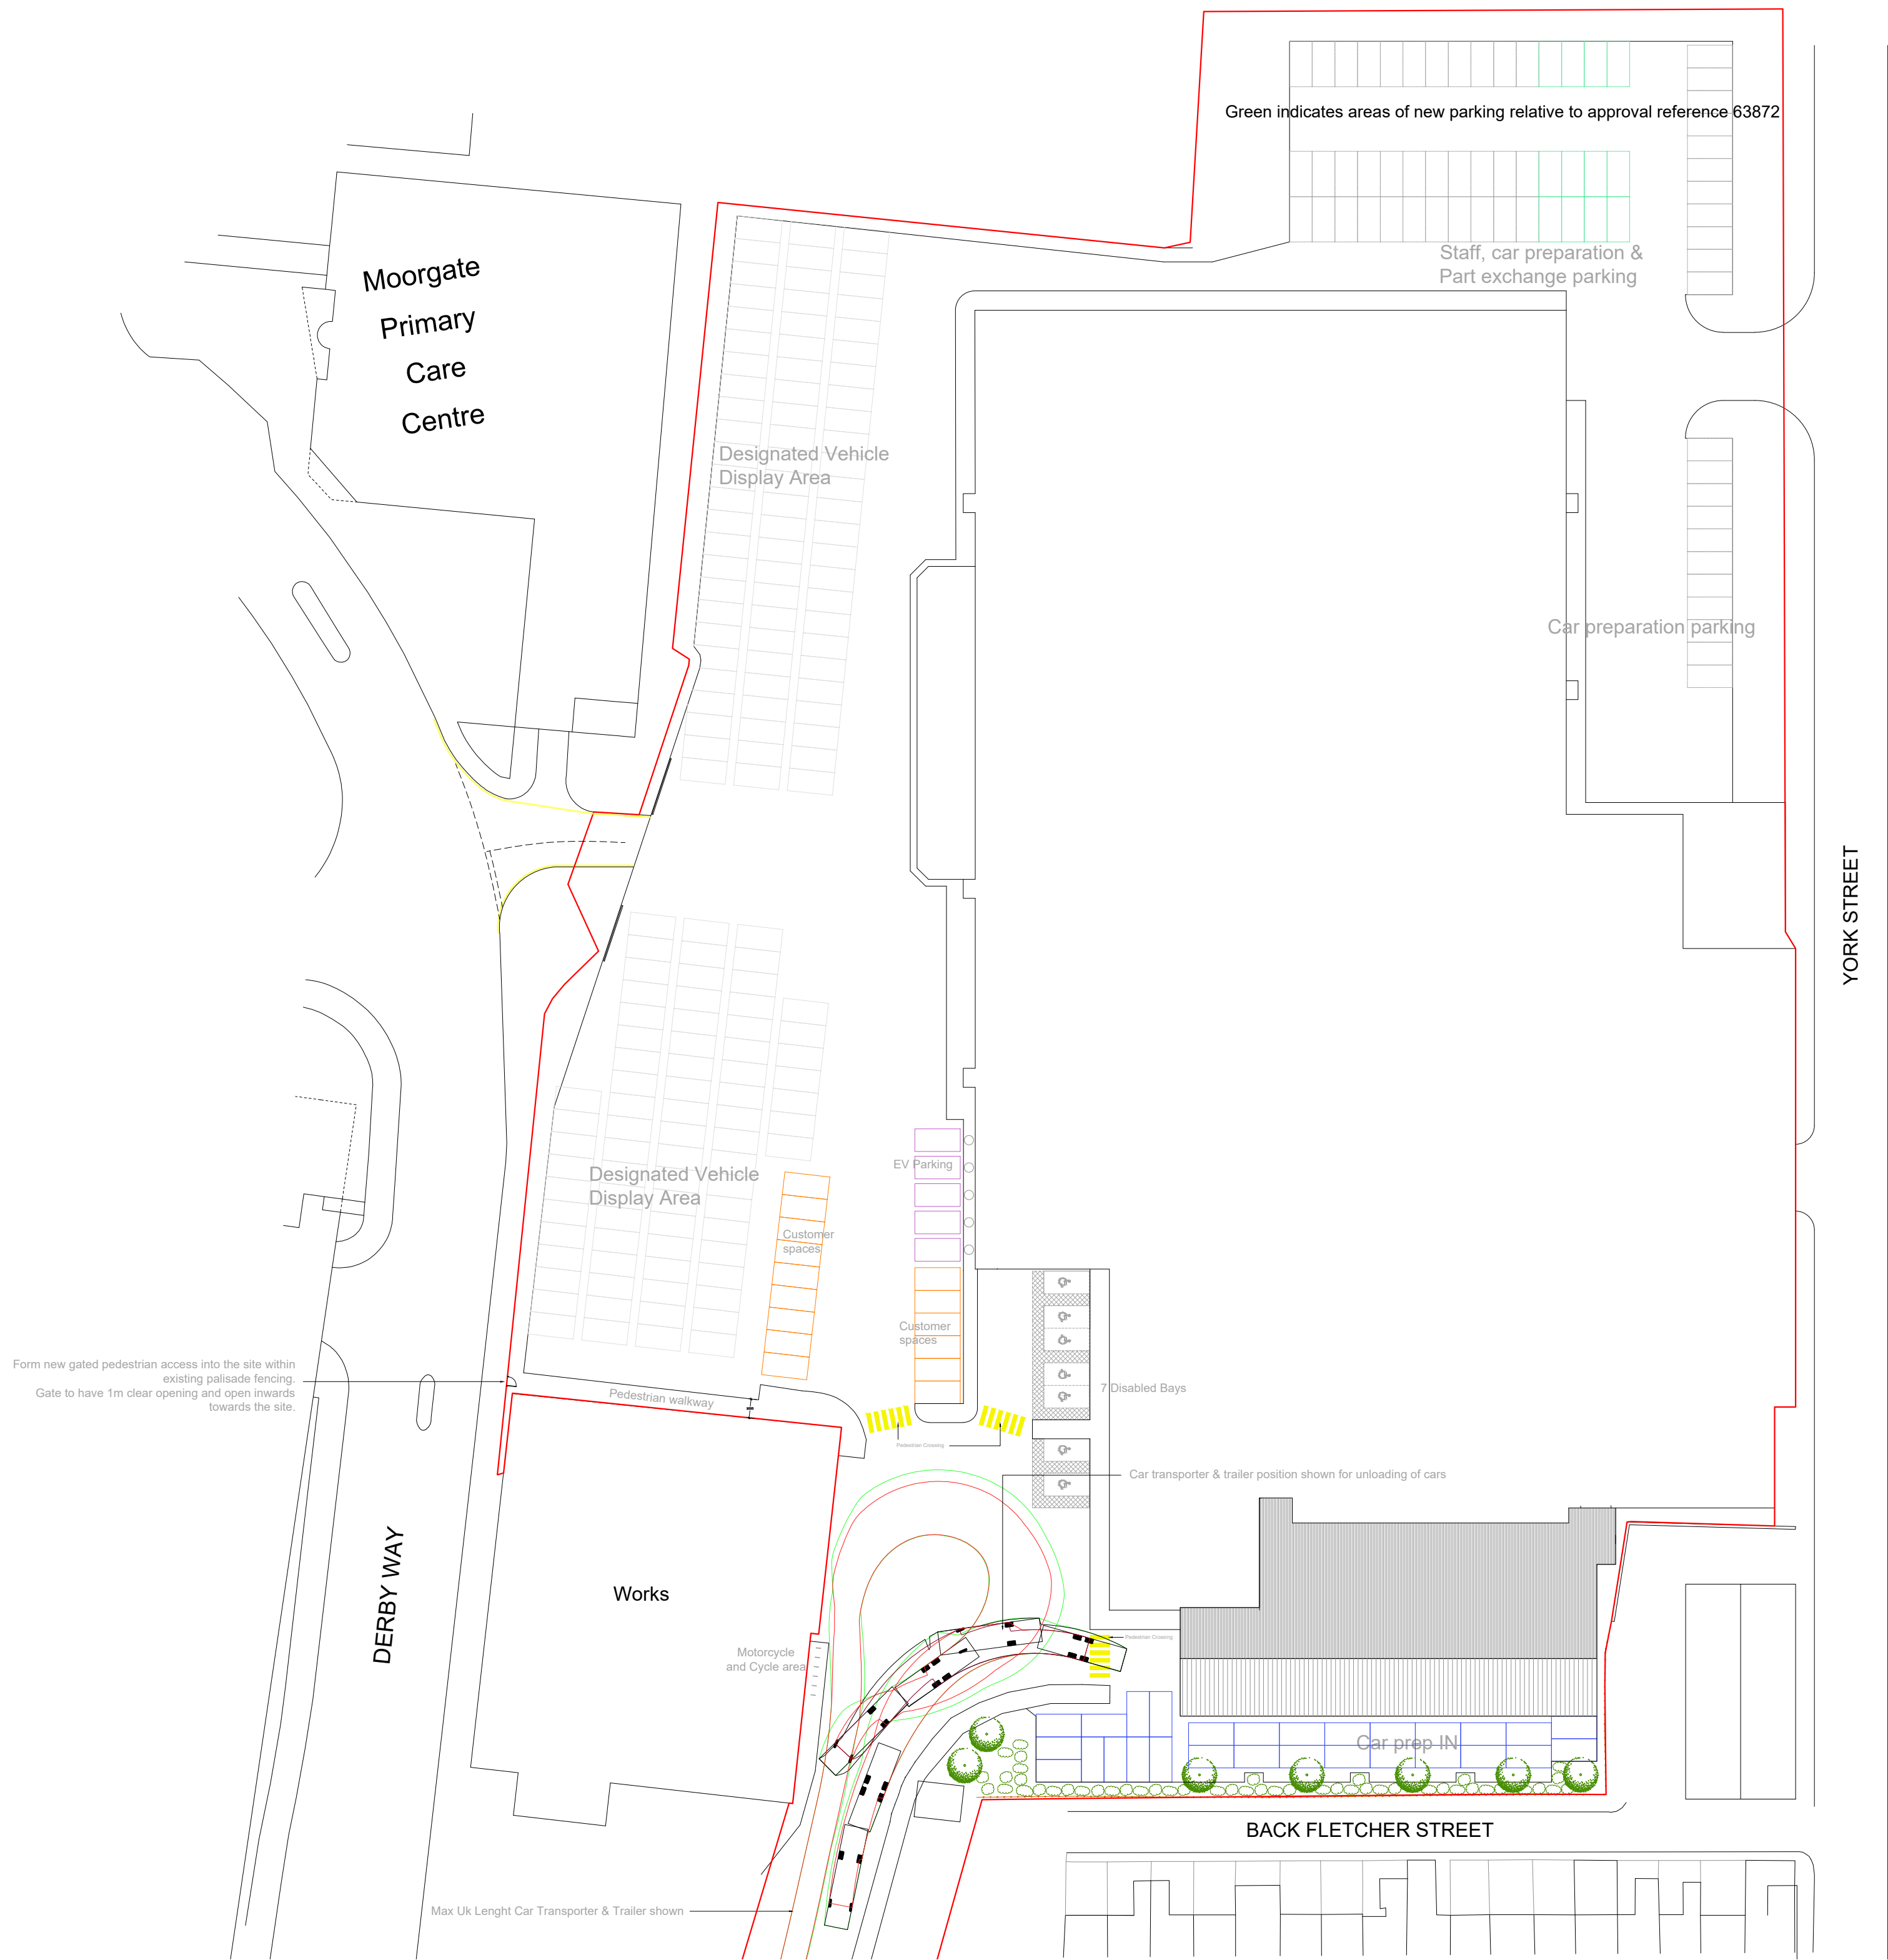 Green indicates areas of new parking relative to approval reference 63872
Staff, car preparation &
Part exchange parking
Moorgate
Primary
Care
Centre
Designated Vehicle
Display Area
Car preparation parking
YORK STREET
EV Parking
Designated Vehicle
Display Area
Customer
spaces
Customer
spaces
Form new gated pedestrian access into the site within
existing palisade fencing.
Gate to have 1m clear opening and open inwards
towards the site.
Pedestrian walkway
7 Disabled Bays
Pedestrian Crossing
Car transporter & trailer position shown for unloading of cars
DERBY WAY
Works
Motorcycle
and Cycle area
Pedestrian Crossing
Car prep IN
BACK FLETCHER STREET
Max Uk Lenght Car Transporter & Trailer shown